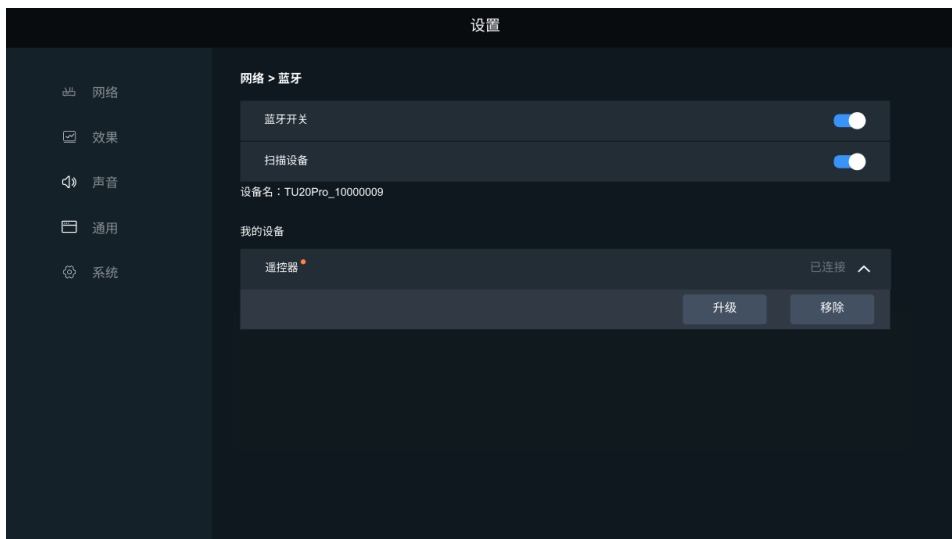 设置
网络
效果
声音
通用
系统
网络 > 蓝牙
蓝牙开关
扫描设备
设备名：TU20Pro_10000009
我的设备
遥控器 已连接
升级 移除